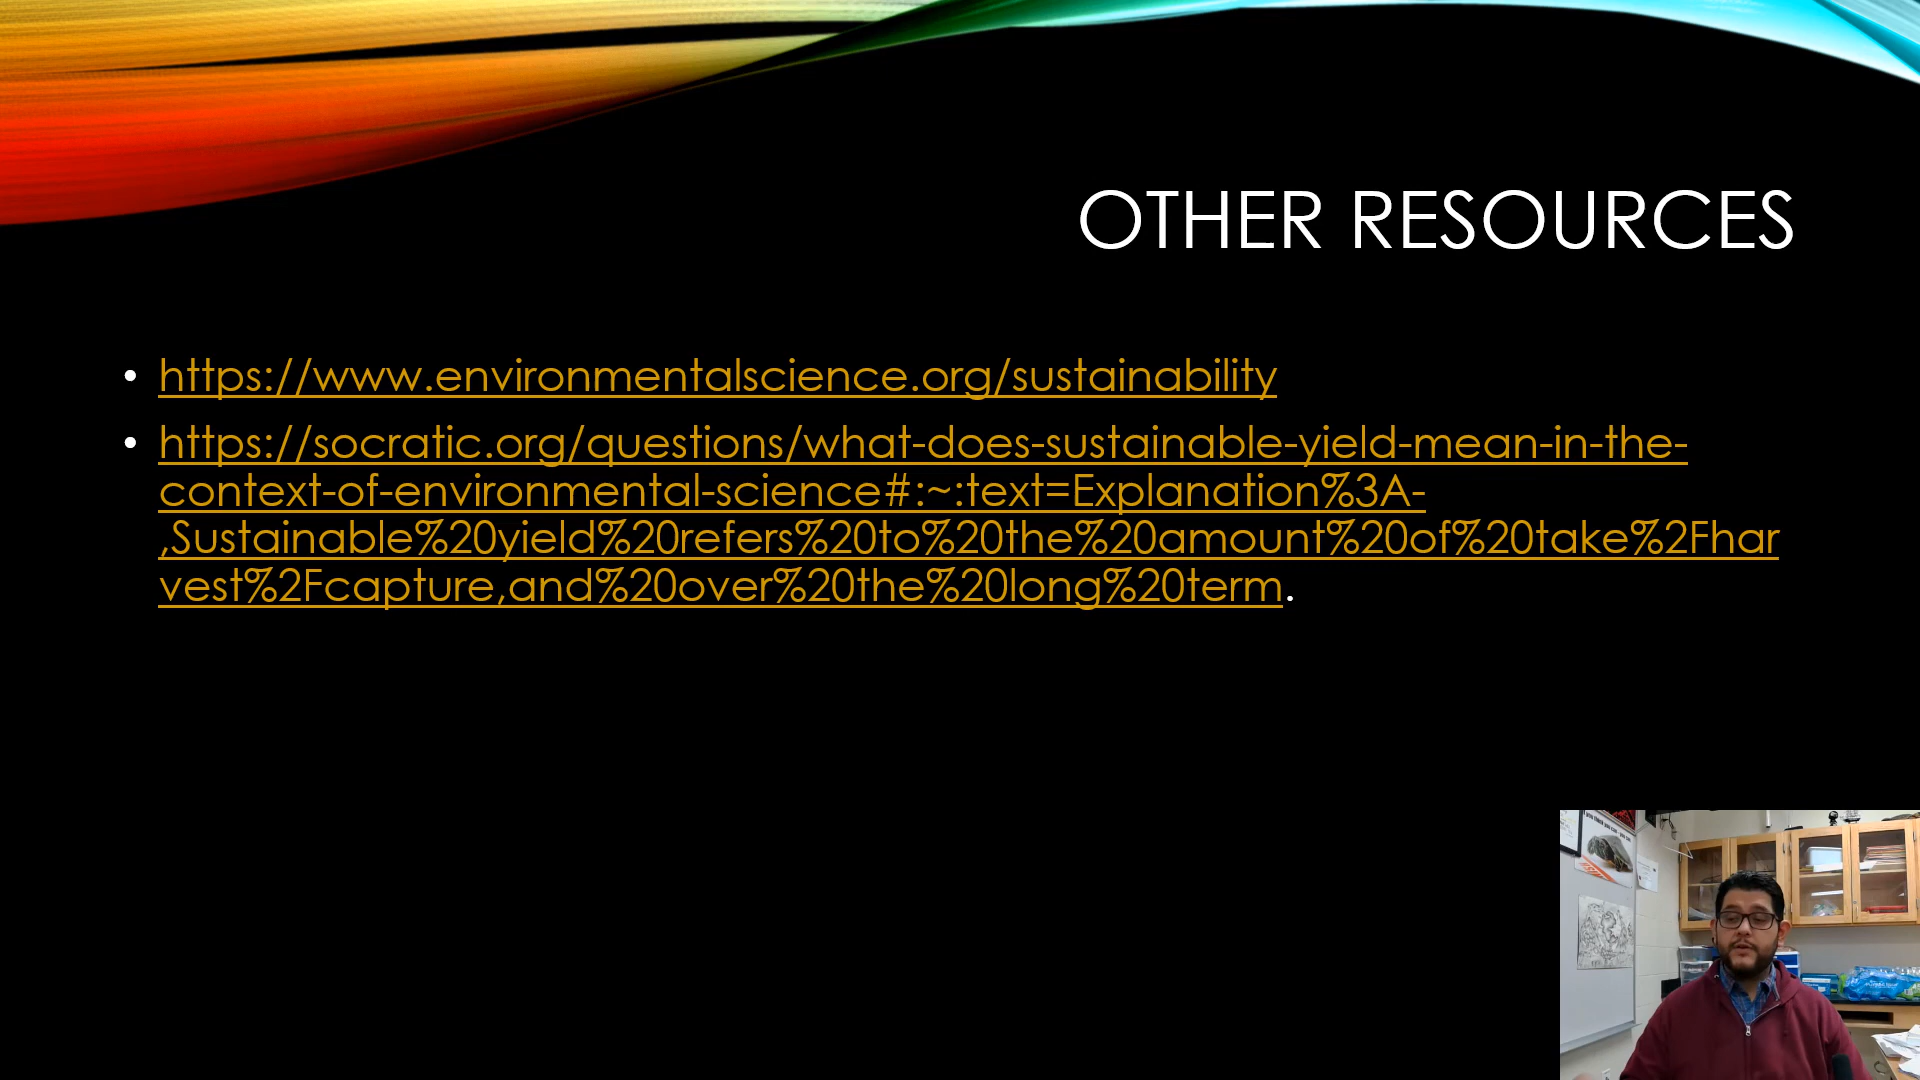 OTHER RESOURCES
• https://www.environmentalscience.org/sustainability
• https://socratic.org/questions/what-does-sustainable-yield-mean-in-the-
context-of-environmental-science#:~:text=Explanation%3A-
,Sustainable%20yield%20refers%20to%20the%20amount%20of%20take%2Fhar
vest%2Fcapture,and%20over%20the%20long%20term.